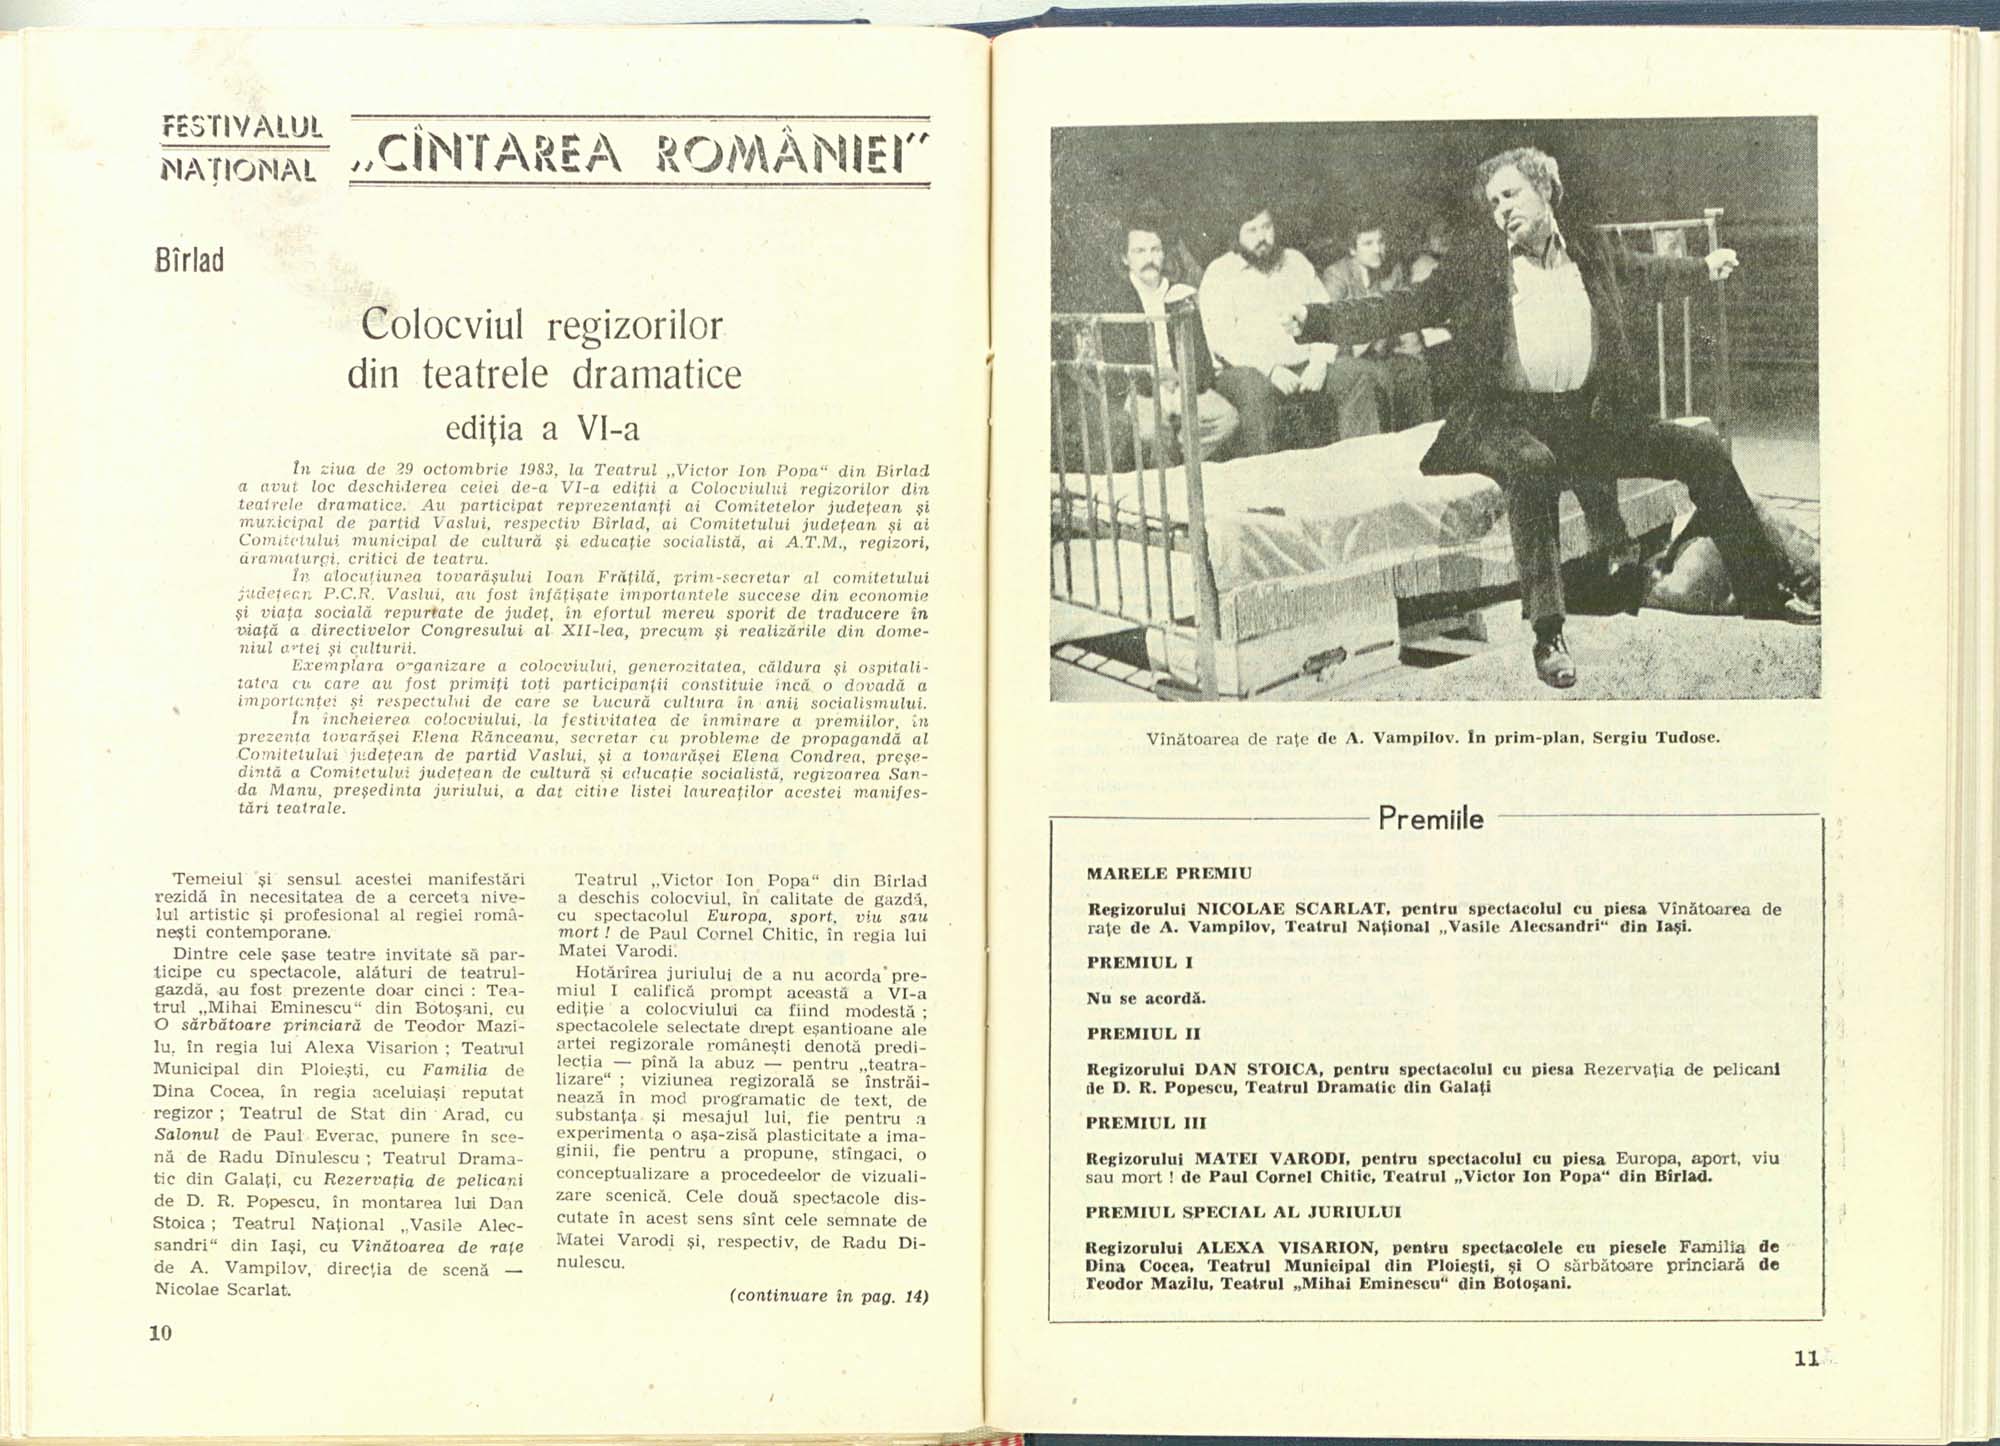 FESTIVALUL
NAȚIONAL
„CÎNTAREA ROMÂNIEI”
Bîrlad
Colocviul regizorilor
din teatrele dramatice
ediția a VI-a
În ziua de 29 octombrie 1983, la Teatrul „Victor Ion Popa“ din Bîrlad
a avut loc deschiderea celei de-a VI-a ediții a Colocviului regizorilor din
teatrele dramatice. Au participat reprezentanți ai Comitetelor județean și
municipal de partid Vaslui, respectiv Bîrlad, ai Comitetului județean și ai
Comitetului municipal de cultură și educație socialistă, ai A.T.M., regizori,
dramaturgi, critici de teatru.
În alocuțiunea tovarășului Ioan Frățilă, prim-secretar al comitetului
județean P.C.R. Vaslui, au fost înfățișate importantele succese din economie
și viața socială repurtate de județ, în efortul mereu sporit de traducere în
viață a directivelor Congresului al XII-lea, precum și realizările din dome-
niul artei și culturii.
Exemplara organizare a colocviului, generozitatea, căldura și ospitali-
tatea cu care au fost primiți toți participanții constituie încă o dovadă a
importanței și respectului de care se bucură cultura în anii socialismului.
În încheierea colocviului, la festivitatea de înmînare a premiilor, în
prezența tovarășei Elena Rânceanu, secretar cu probleme de propagandă al
Comitetului județean de partid Vaslui, și a tovarășei Elena Condrea, preșe-
dintă a Comitetului județean de cultură și educație socialistă, regizoarea San-
da Manu, președinta juriului, a dat citire listei laureaților acestei manifes-
tări teatrale.
Temeiul și sensul acestei manifestări
rezidă în necesitatea de a cerceta nive-
lul artistic și profesional al regiei româ-
nești contemporane.
Dintre cele șase teatre invitate să par-
ticipe cu spectacole, alături de teatrul-
gazdă, au fost prezente doar cinci : Tea-
trul „Mihai Eminescu“ din Botoșani, cu
O sărbătoare princiară de Teodor Mazi-
lu, în regia lui Alexa Visarion ; Teatrul
Municipal din Ploiești, cu Familia de
Dina Cocea, în regia aceluiași reputat
regizor ; Teatrul de Stat din Arad, cu
Salonul de Paul Everac, punere în sce-
nă de Radu Dinulescu ; Teatrul Drama-
tic din Galați, cu Rezervația de pelicani
de D. R. Popescu, în montarea lui Dan
Stoica ; Teatrul Național „Vasile Alec-
sandri“ din Iași, cu Vînătoarea de rațe
de A. Vampilov, direcția de scenă —
Nicolae Scarlat.
Teatrul „Victor Ion Popa“ din Bîrlad
a deschis colocviul, în calitate de gazdă,
cu spectacolul Europa, sport, viu sau
mort ! de Paul Cornel Chitic, în regia lui
Matei Varodi.
Hotărîrea juriului de a nu acorda pre-
miul I califică prompt această a VI-a
ediție a colocviului ca fiind modestă ;
spectacolele selectate drept eșantioane ale
artei regizorale românești denotă predi-
lecția — pînă la abuz — pentru „teatra-
lizare“ ; viziunea regizorală se înstrăi-
nează în mod programatic de text, de
substanța și mesajul lui, fie pentru a
experimenta o așa-zisă plasticitate a ima-
ginii, fie pentru a propune, stîngaci, o
conceptualizare a procedeelor de vizuali-
zare scenică. Cele două spectacole dis-
cutate în acest sens sînt cele semnate de
Matei Varodi și, respectiv, de Radu Di-
nulescu.
(continuare în pag. 14)
10
Vînătoarea de rațe de A. Vampilov. În prim-plan, Sergiu Tudose.
Premiile
MARELE PREMIU
Regizorului NICOLAE SCARLAT, pentru spectacolul cu piesa Vînătoarea de
rațe de A. Vampilov, Teatrul Național „Vasile Alecsandri“ din Iași.
PREMIUL I
Nu se acordă.
PREMIUL II
Regizorului DAN STOICA, pentru spectacolul cu piesa Rezervația de pelicani
de D. R. Popescu, Teatrul Dramatic din Galați
PREMIUL III
Regizorului MATEI VARODI, pentru spectacolul cu piesa Europa, aport, viu
sau mort ! de Paul Cornel Chitic, Teatrul „Victor Ion Popa“ din Bîrlad.
PREMIUL SPECIAL AL JURIULUI
Regizorului ALEXA VISARION, pentru spectacolele cu piesele Familia de
Dina Cocea, Teatrul Municipal din Ploiești, și O sărbătoare princiară de
Teodor Mazilu, Teatrul „Mihai Eminescu“ din Botoșani.
11